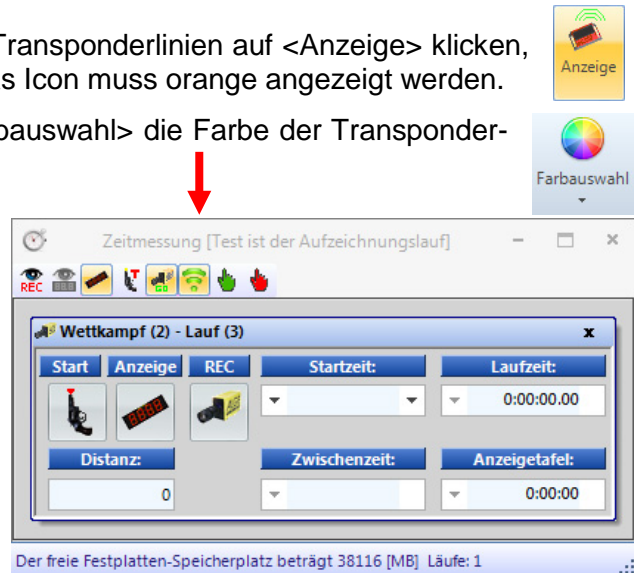 Transponderlinien auf <Anzeige> klicken,
s Icon muss orange angezeigt werden.
Anzeige
bauswahl> die Farbe der Transponder-
Farbauswahl
Zeitmessung [Test ist der Aufzeichnungslauf]
REC
Wettkampf (2) - Lauf (3)
x
Start Anzeige REC Startzeit: Laufzeit:
0:00:00.00
Distanz: Zwischenzeit: Anzeigetafel:
0 0:00:00
Der freie Festplatten-Speicherplatz beträgt 38116 [MB] Läufe: 1